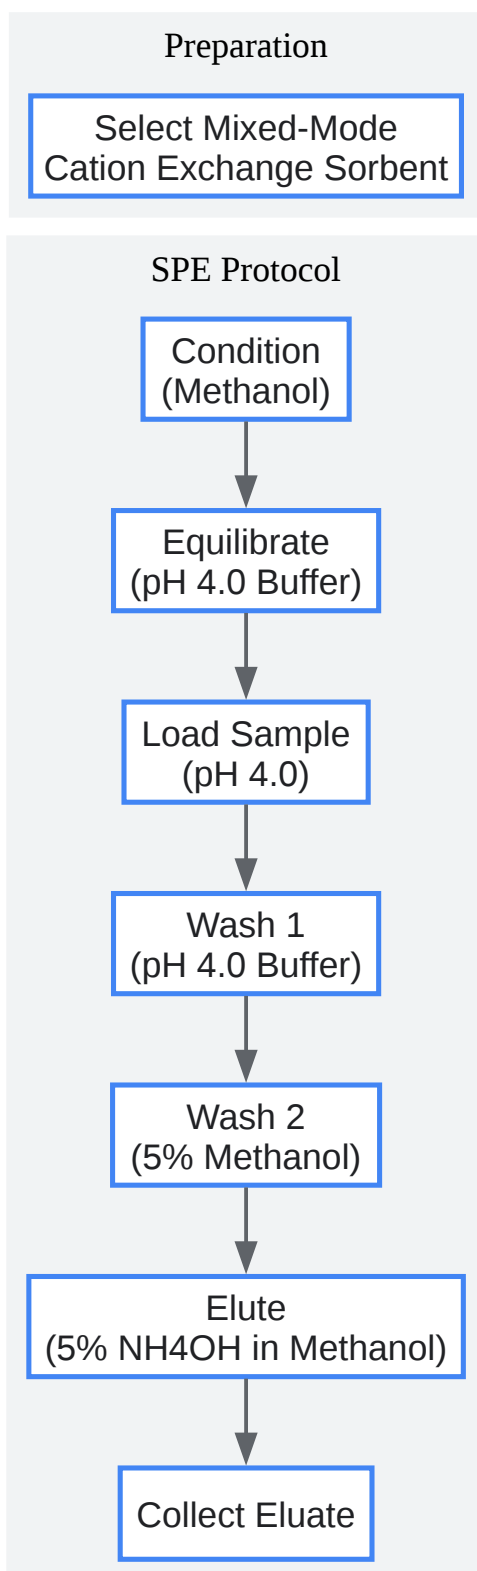 Preparation
Select Mixed-Mode
Cation Exchange Sorbent
SPE Protocol
Condition
(Methanol)
Equilibrate
(pH 4.0 Buffer)
Load Sample
(pH 4.0)
Wash 1
(pH 4.0 Buffer)
Wash 2
(5% Methanol)
Elute
(5% NH4OH in Methanol)
Collect Eluate